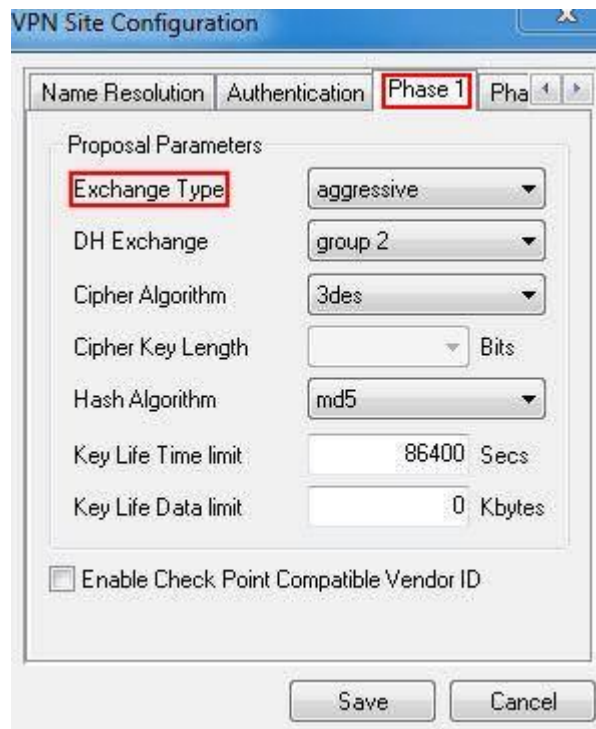 VPN Site Configuration
Name Resolution Authentication Phase 1 Pha
Proposal Parameters
Exchange Type aggressive
DH Exchange group 2
Cipher Algorithm 3des
Cipher Key Length Bits
Hash Algorithm md5
Key Life Time limit 86400 Secs
Key Life Data limit 0 Kbytes
Enable Check Point Compatible Vendor ID
Save Cancel